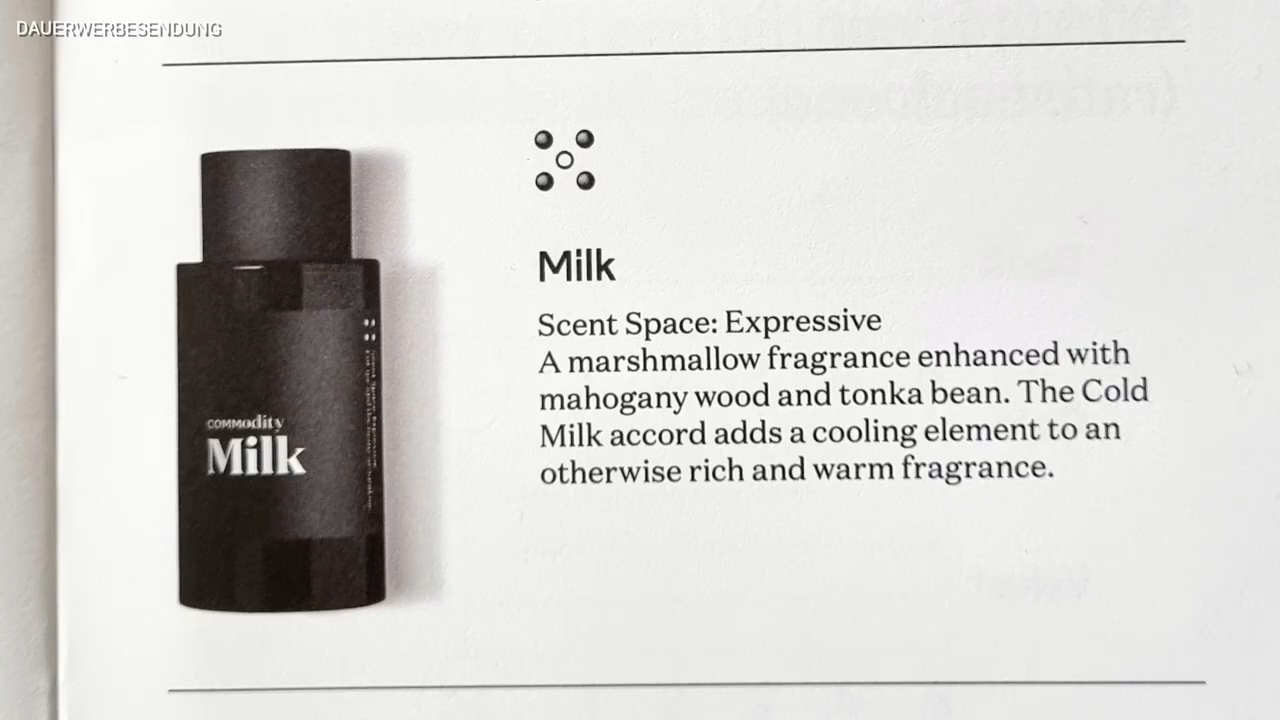 DAUERWERBESENDUNG
Milk
Scent Space: Expressive
A marshmallow fragrance enhanced with
mahogany wood and tonka bean. The Cold
Milk accord adds a cooling element to an
otherwise rich and warm fragrance.
COMModity
Milk